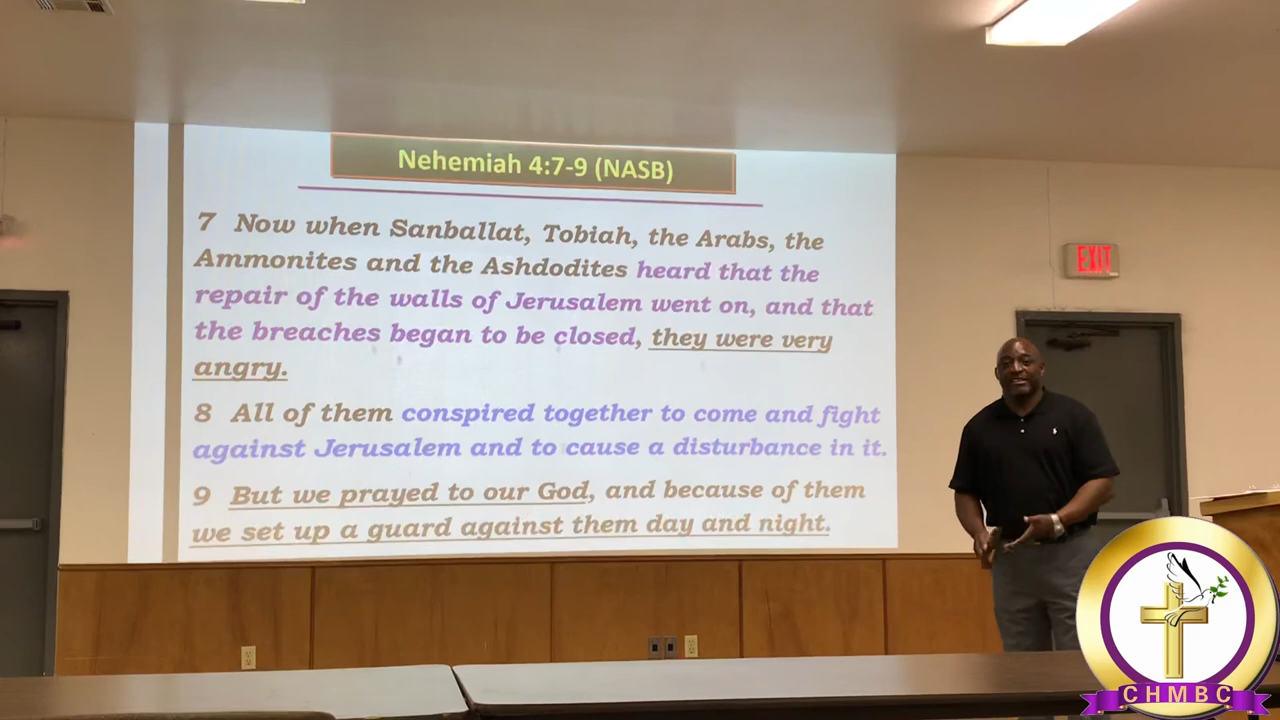 Nehemiah 4:7-9 (NASB)
7 Now when Sanballat, Tobiah, the Arabs, the
Ammonites and the Ashdodites heard that the
repair of the walls of Jerusalem went on, and that
the breaches began to be closed, they were very
angry.
8 All of them conspired together to come and fight
against Jerusalem and to cause a disturbance in it.
9 But we prayed to our God, and because of them
we set up a guard against them day and night.
EXIT
CHMBC